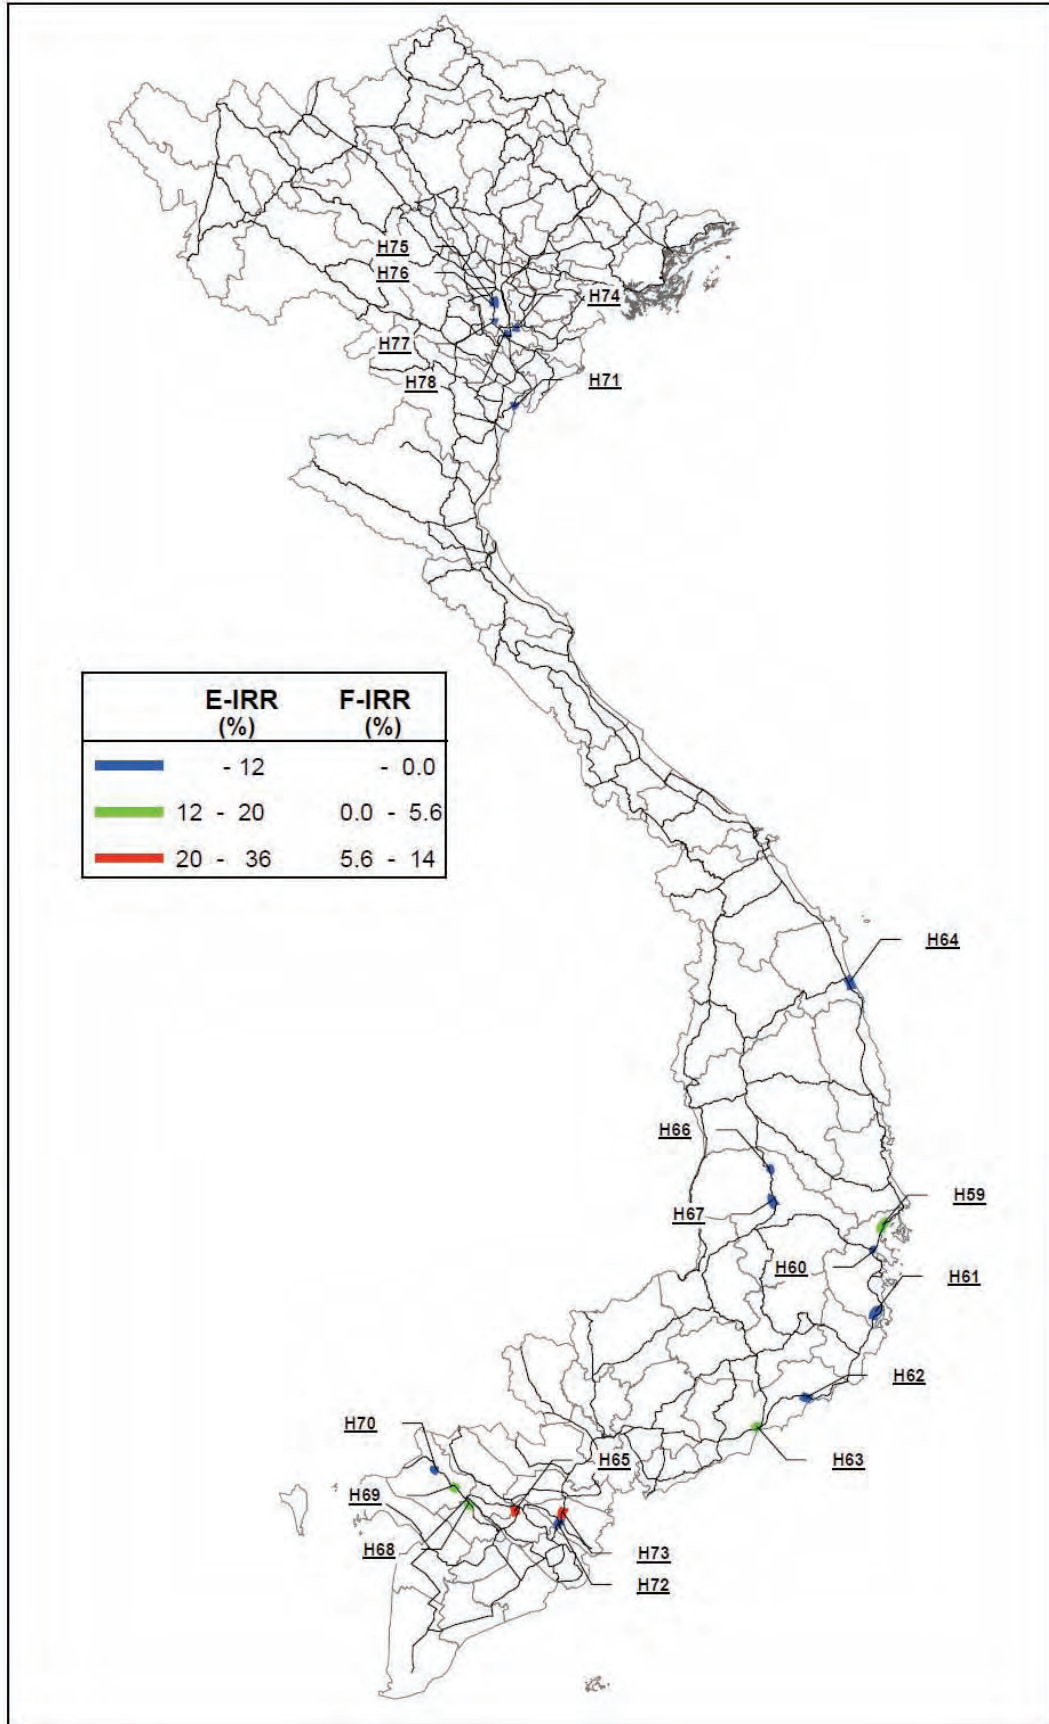 H75
H76
H74
H77
H78
H71
E-IRR F-IRR
(%) (%)
- 12 - 0.0
12 - 20 0.0 - 5.6
20 - 36 5.6 - 14
H64
H66
H59
H67
H60
H61
H62
H70
H65
H63
H69
H68
H73
H72